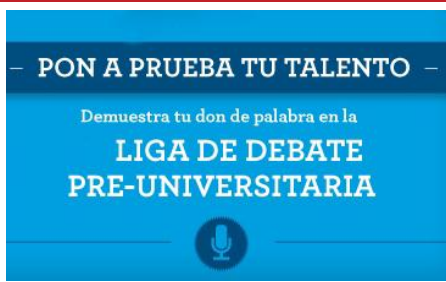 – PON A PRUEBA TU TALENTO –
Demuestra tu don de palabra en la
LIGA DE DEBATE
PRE-UNIVERSITARIA